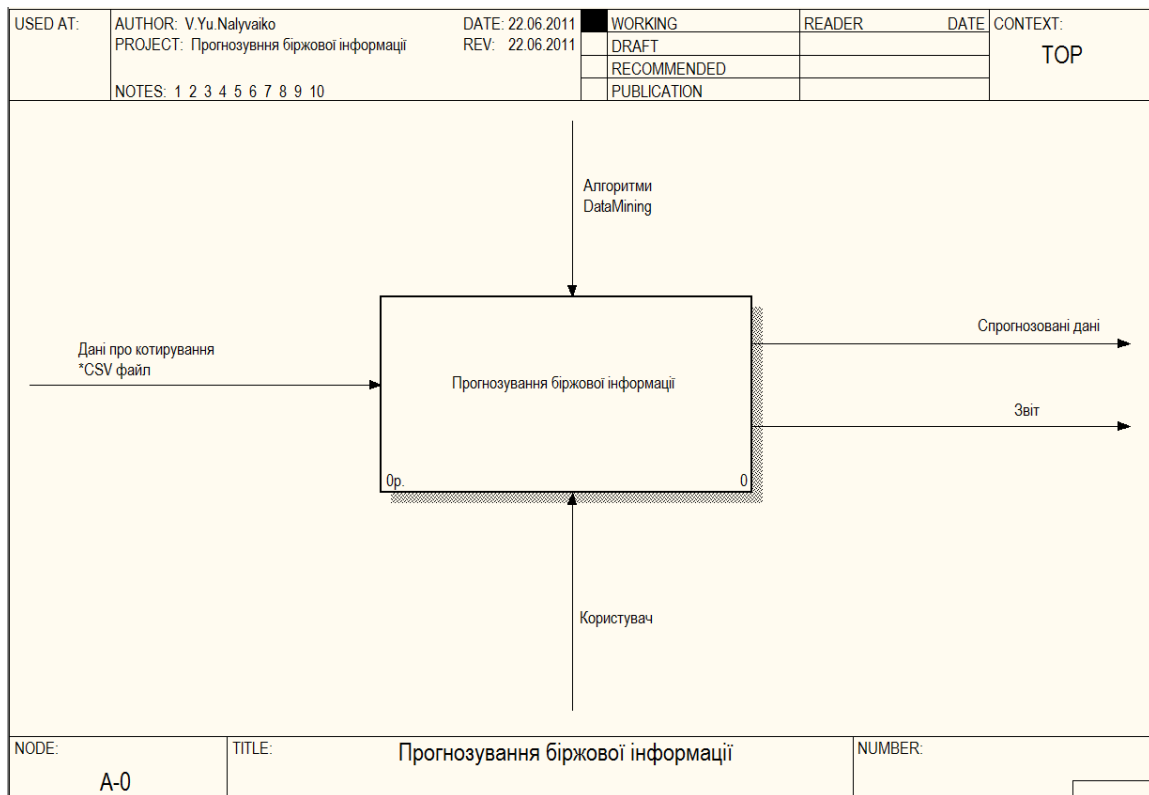 USED AT:
AUTHOR: V.Yu.Nalyvaiko
DATE: 22.06.2011
PROJECT: Прогнозувння біржової інформації
REV: 22.06.2011
NOTES: 1 2 3 4 5 6 7 8 9 10
WORKING
DRAFT
RECOMMENDED
PUBLICATION
READER
DATE
CONTEXT:
TOP
Алгоритми
DataMining
Дані про котирування
*CSV файл
Прогнозування біржової інформації
0р.
0
Спрогнозовані дані
Звіт
Користувач
NODE:
A-0
TITLE:
Прогнозування біржової інформації
NUMBER: